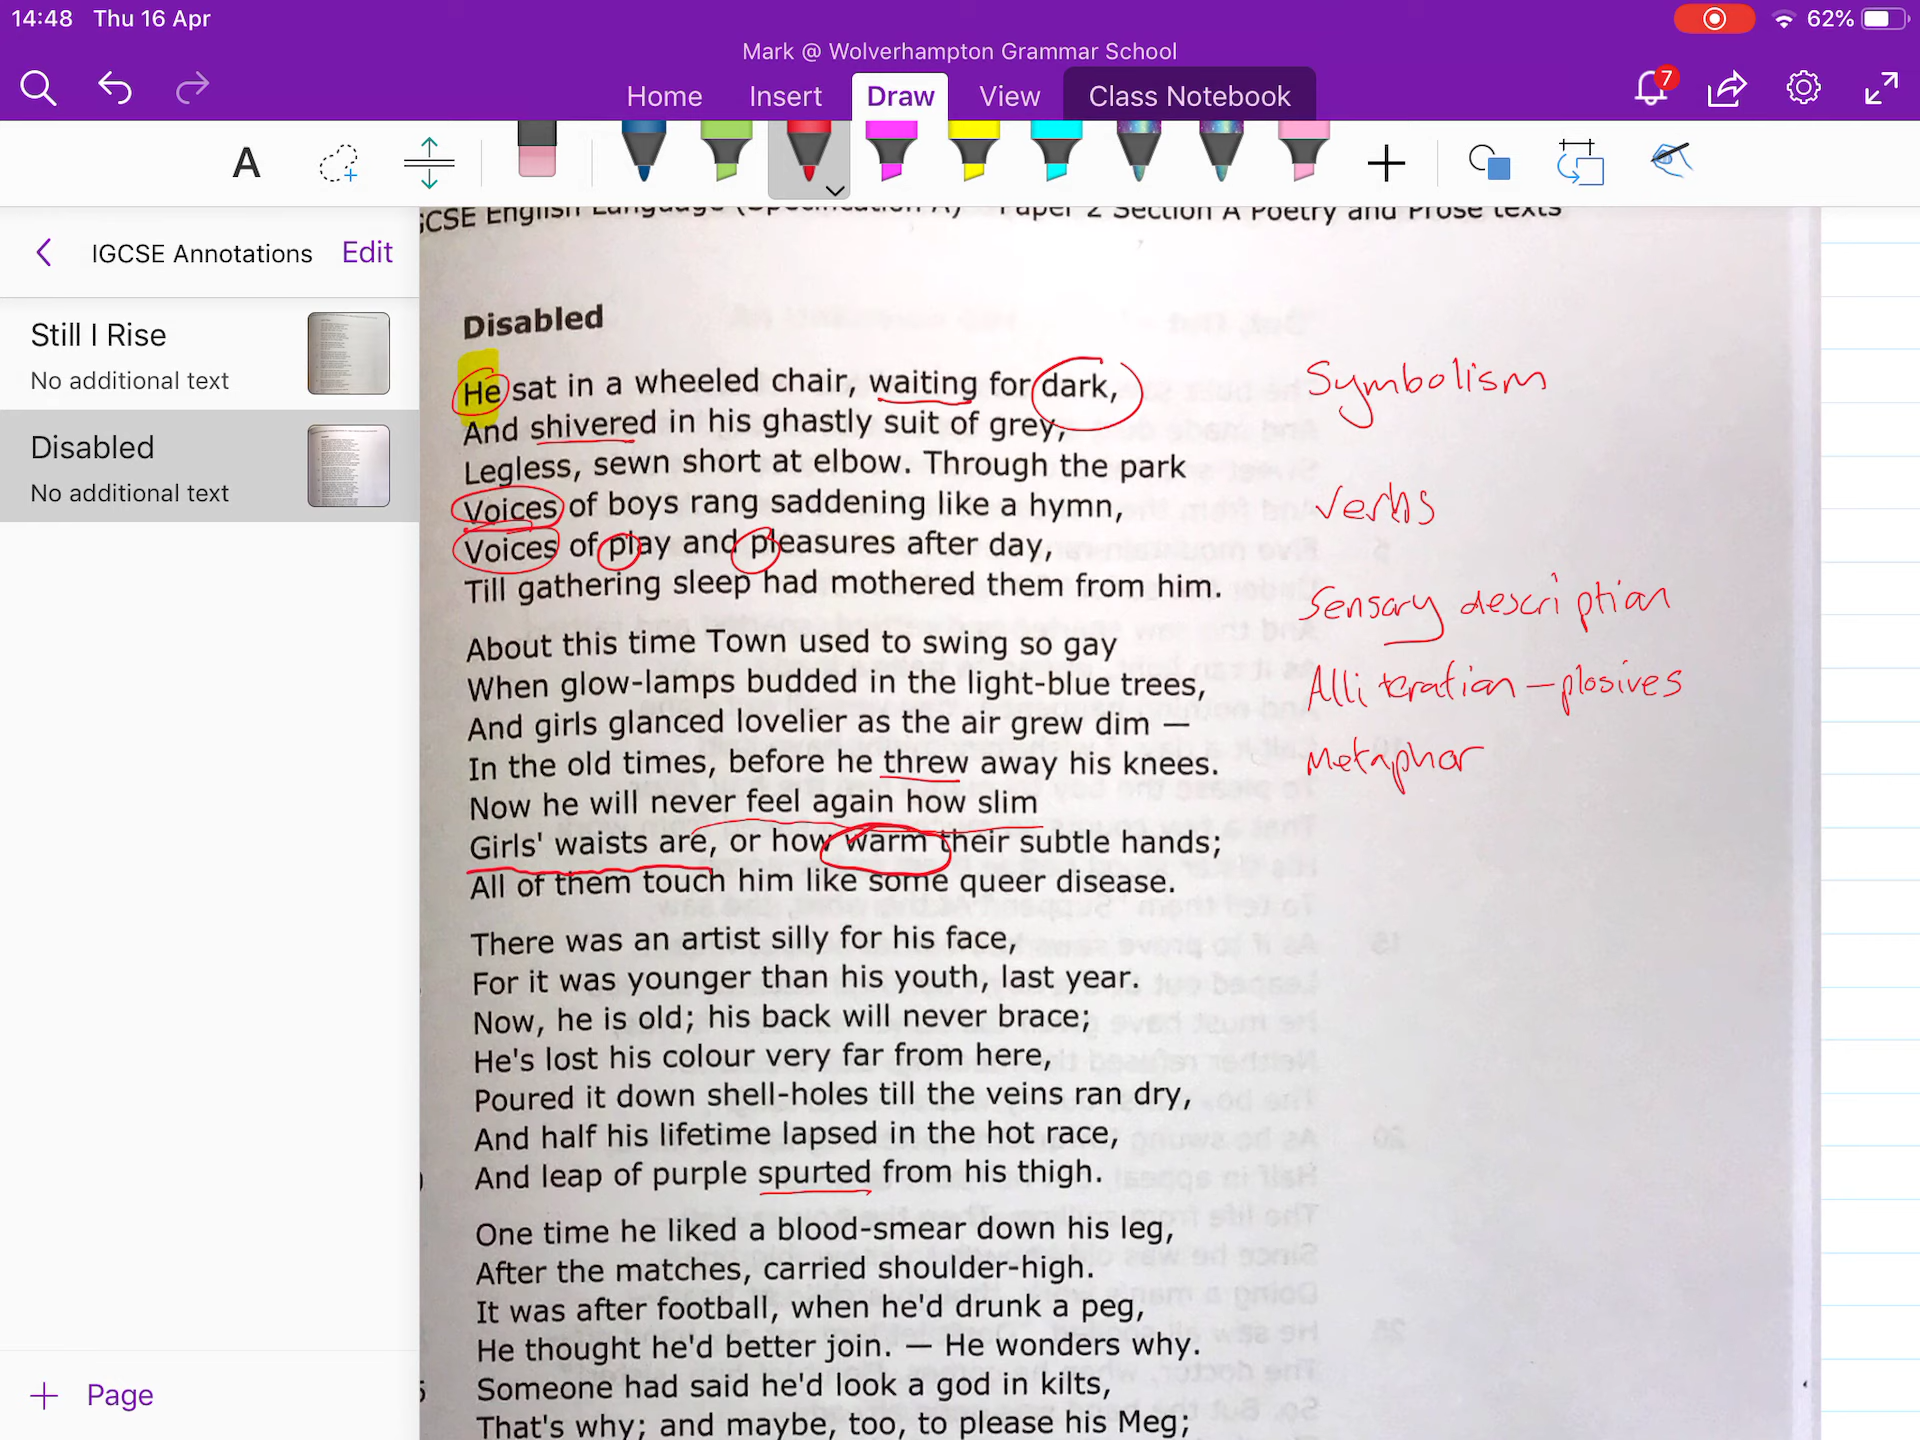 14:48 Thu 16 Apr
62%
Mark @ Wolverhampton Grammar School
Home Insert Draw View Class Notebook
7
A
IGCSE Annotations Edit
Still I Rise
No additional text
Disabled
No additional text
Page
GCSE English Language (Specification A) Paper 2 Section A Poetry and Prose texts
Disabled
He sat in a wheeled chair, waiting for dark,
And shivered in his ghastly suit of grey,
Legless, sewn short at elbow. Through the park
Voices of boys rang saddening like a hymn,
Voices of play and pleasures after day,
Till gathering sleep had mothered them from him.
About this time Town used to swing so gay
When glow-lamps budded in the light-blue trees,
And girls glanced lovelier as the air grew dim —
In the old times, before he threw away his knees.
Now he will never feel again how slim
Girls' waists are, or how warm their subtle hands;
All of them touch him like some queer disease.
There was an artist silly for his face,
For it was younger than his youth, last year.
Now, he is old; his back will never brace;
He's lost his colour very far from here,
Poured it down shell-holes till the veins ran dry,
And half his lifetime lapsed in the hot race,
And leap of purple spurted from his thigh.
One time he liked a blood-smear down his leg,
After the matches, carried shoulder-high.
It was after football, when he'd drunk a peg,
He thought he'd better join. — He wonders why.
Someone had said he'd look a god in kilts,
That's why; and maybe, too, to please his Meg;
Symbolism
Verbs
Sensory description
Alliteration – plosives
Metaphor